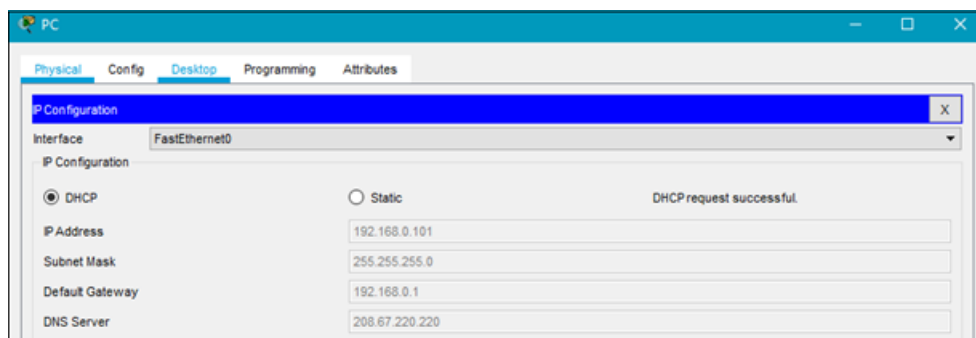 PC
Physical Config Desktop Programming Attributes
IP Configuration X
Interface FastEthernet0
IP Configuration
DHCP Static DHCP request successful.
IP Address 192.168.0.101
Subnet Mask 255.255.255.0
Default Gateway 192.168.0.1
DNS Server 208.67.220.220